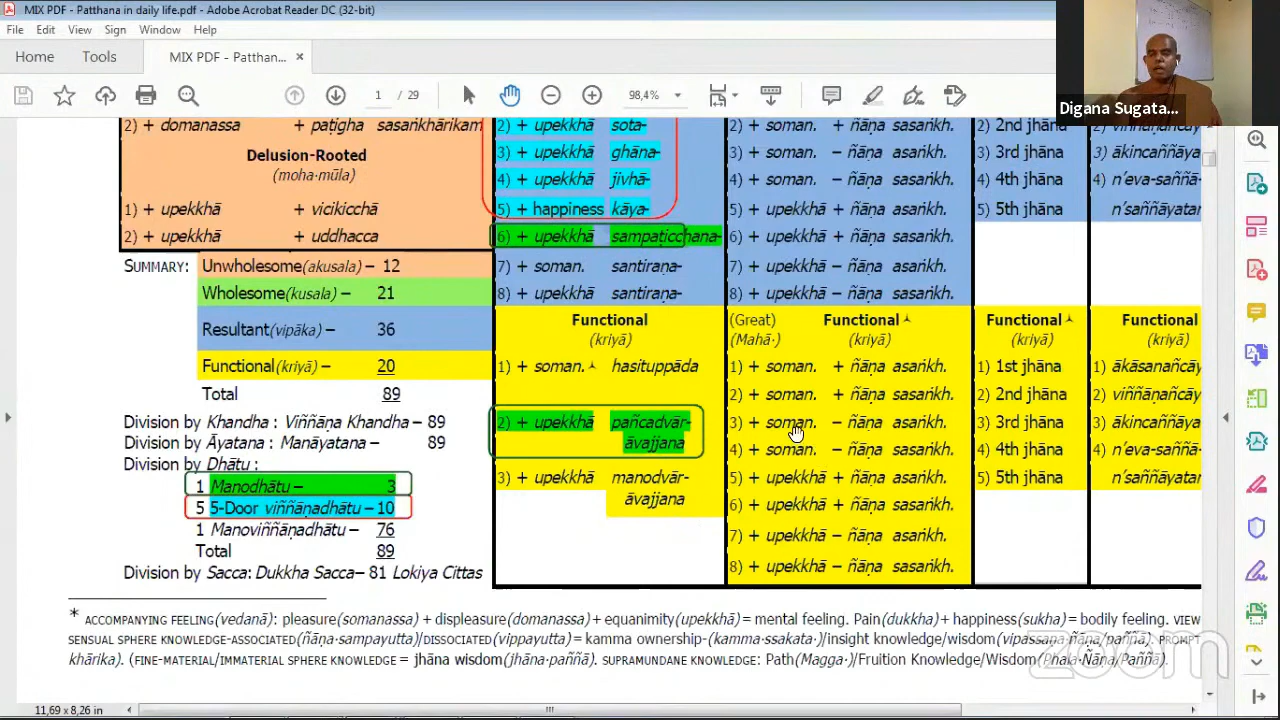 MIX PDF - Patthana in daily life.pdf - Adobe Acrobat Reader DC (32-bit)
File Edit View Sign Window Help
Home Tools MIX PDF - Patthan... ×
1 / 29 98,4%
Digana Sugata...
2) + domanassa + paṭigha sasaṅkhārikam
Delusion-Rooted
(moha·mūla)
1) + upekkhā + vicikicchā
2) + upekkhā + uddhacca
SUMMARY: Unwholesome(akusala) – 12
Wholesome(kusala) – 21
Resultant(vipāka) – 36
Functional(kriyā) – 20
Total 89
Division by Khandha : Viññāṇa Khandha – 89
Division by Āyatana : Manāyatana – 89
Division by Dhātu :
1 Manodhātu – 3
5 5-Door viññāṇadhātu – 10
1 Manoviññāṇadhātu – 76
Total 89
Division by Sacca: Dukkha Sacca– 81 Lokiya Cittas
2) + upekkhā sota-
3) + upekkhā ghāna-
4) + upekkhā jivhā-
5) + happiness kāya-
6) + upekkhā sampaṭicchana-
7) + soman. santiraṇa-
8) + upekkhā santiraṇa-
Functional
(kriyā)
1) + soman. hasituppāda
2) + upekkhā pañcadvār-
āvajjana
3) + upekkhā manodvār-
āvajjana
2) + soman. + ñāṇa sasaṅkh.
3) + soman. – ñāṇa asaṅkh.
4) + soman. – ñāṇa sasaṅkh.
5) + upekkhā + ñāṇa asaṅkh.
6) + upekkhā + ñāṇa sasaṅkh.
7) + upekkhā – ñāṇa asaṅkh.
8) + upekkhā – ñāṇa sasaṅkh.
(Great) Functional
(Mahā·) (kriyā)
1) + soman. + ñāṇa asaṅkh.
2) + soman. + ñāṇa sasaṅkh.
3) + soman. – ñāṇa asaṅkh.
4) + soman. – ñāṇa sasaṅkh.
5) + upekkhā + ñāṇa asaṅkh.
6) + upekkhā + ñāṇa sasaṅkh.
7) + upekkhā – ñāṇa asaṅkh.
8) + upekkhā – ñāṇa sasaṅkh.
2) 2nd jhāna
3) 3rd jhāna
4) 4th jhāna
5) 5th jhāna
Functional
(kriyā)
1) 1st jhāna
2) 2nd jhāna
3) 3rd jhāna
4) 4th jhāna
5) 5th jhāna
2) viññāṇañcāy
3) ākincaññāya
4) n'eva-saññā-
n'saññāyatan
Functional
(kriyā)
1) ākāsanañcāy
2) viññāṇañcāy
3) ākincaññāya
4) n'eva-saññā-
n'saññāyatan
* ACCOMPANYING FEELING(vedanā): pleasure(somanassa) + displeasure(domanassa) + equanimity(upekkhā) = mental feeling. Pain(dukkha) + happiness(sukha) = bodily feeling. VIEW
SENSUAL SPHERE KNOWLEDGE-ASSOCIATED(ñāṇa·sampayutta)/DISSOCIATED(vippayutta) = kamma ownership-(kamma·ssakata·)/insight knowledge/wisdom(vipassaṇa·ñāṇa/paññā). PROMPT
khārika). (FINE-MATERIAL/IMMATERIAL SPHERE KNOWLEDGE = jhāna wisdom(jhāna·paññā). SUPRAMUNDANE KNOWLEDGE: Path(Magga·)/Fruition Knowledge/Wisdom(Phala·Ñāṇa/Paññā).
zoom
11,69 x 8,26 in